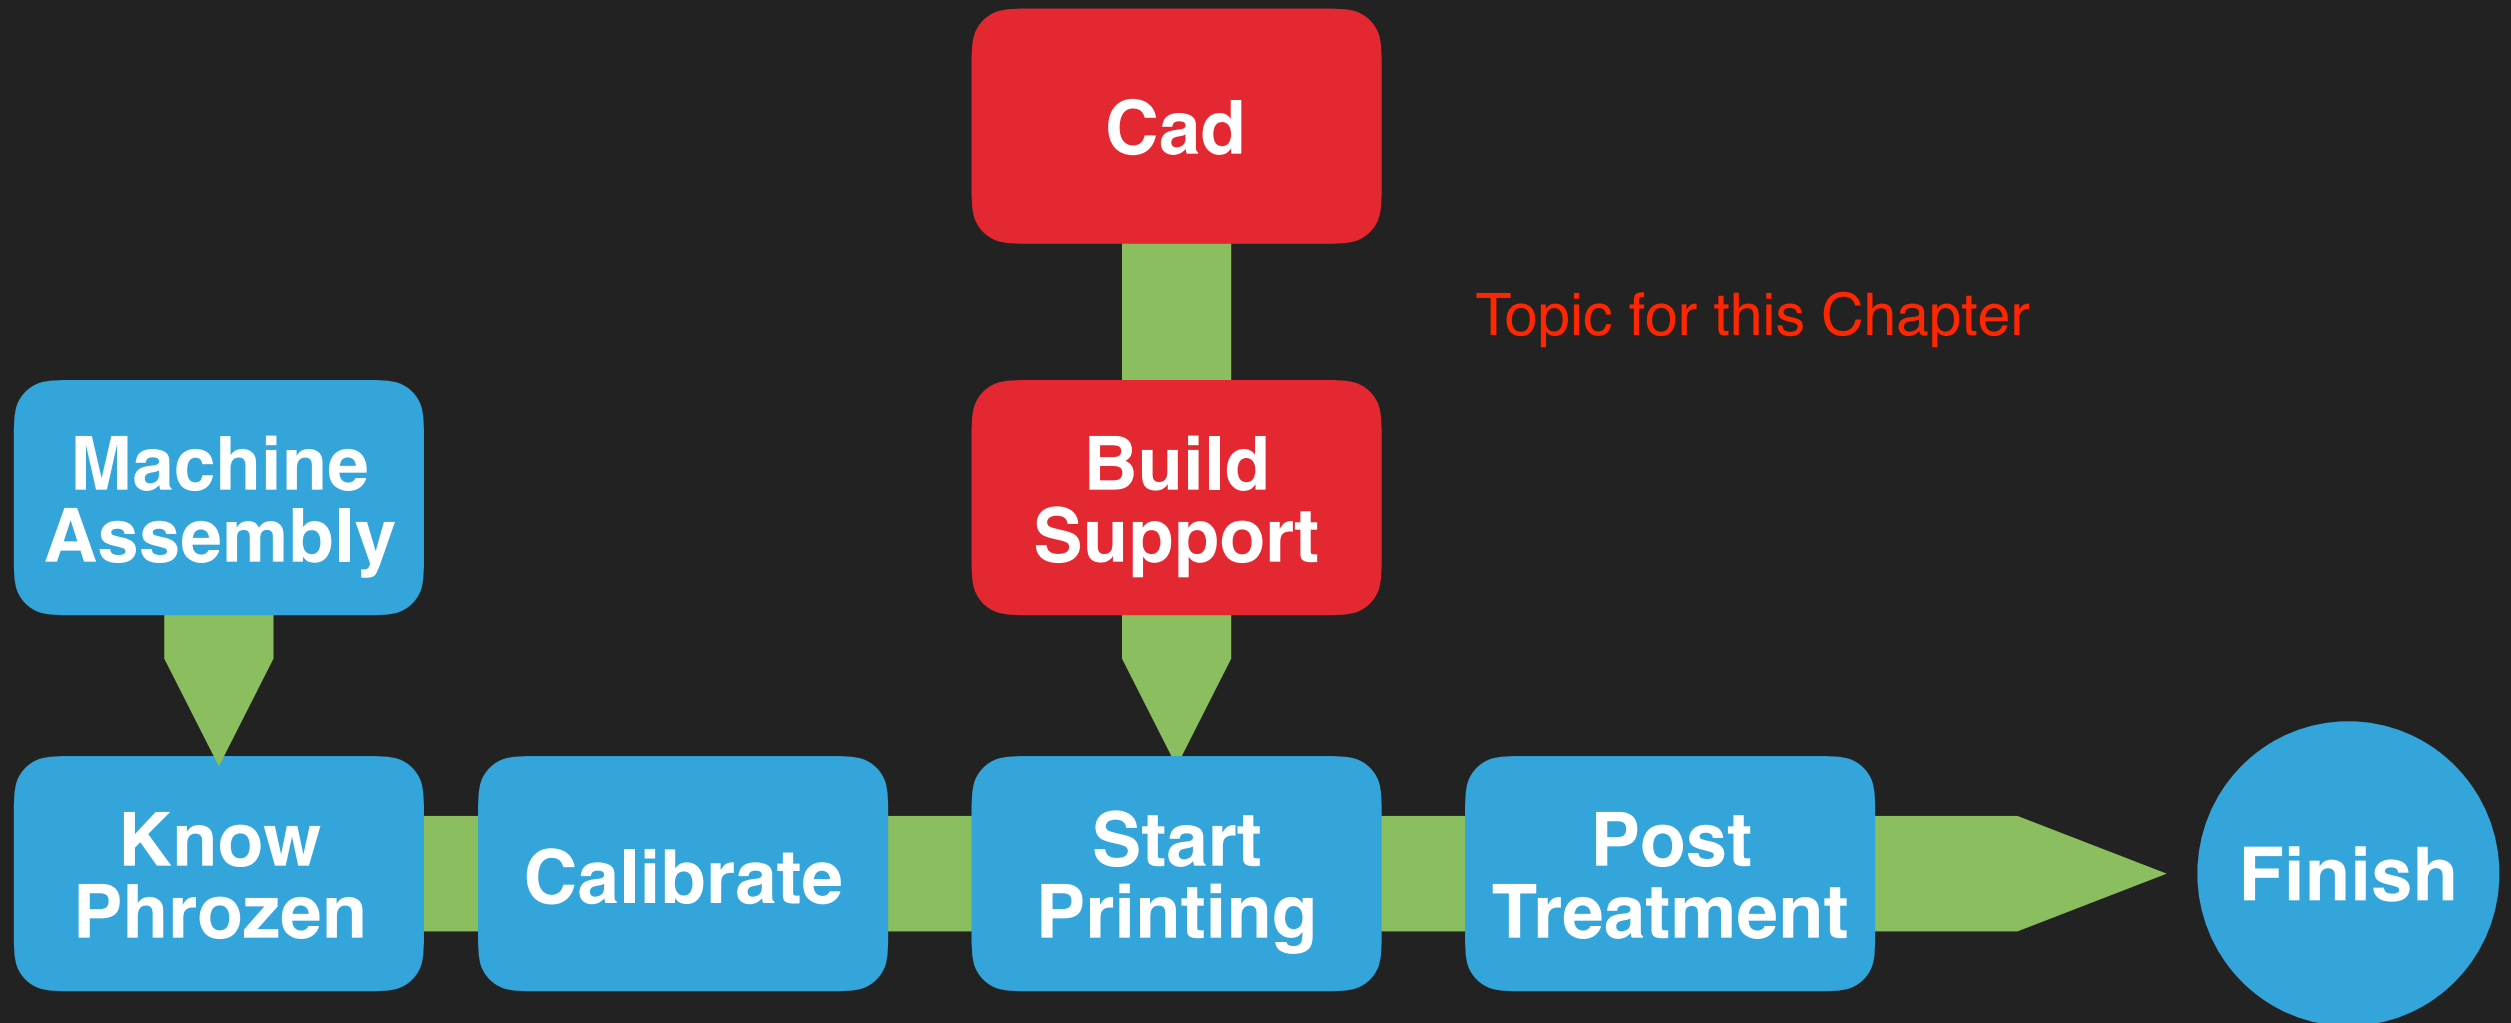 Cad
Topic for this Chapter
Machine
Assembly
Build
Support
Know
Phrozen
Calibrate
Start
Printing
Post
Treatment
Finish